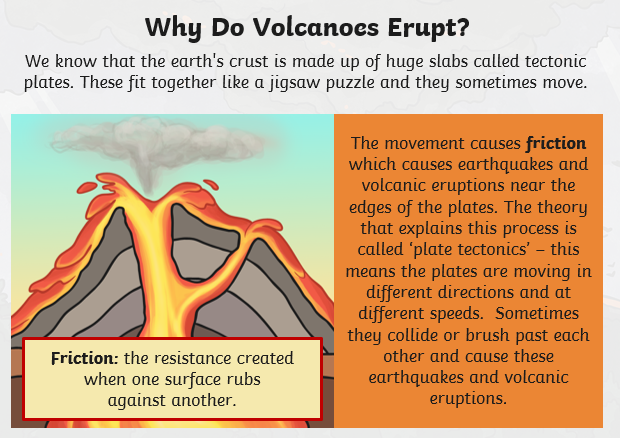 Why Do Volcanoes Erupt?
We know that the earth's crust is made up of huge slabs called tectonic
plates. These fit together like a jigsaw puzzle and they sometimes move.
The movement causes friction
which causes earthquakes and
volcanic eruptions near the
edges of the plates. The theory
that explains this process is
called ‘plate tectonics’ – this
means the plates are moving in
different directions and at
different speeds.  Sometimes
they collide or brush past each
other and cause these
earthquakes and volcanic
eruptions.
Friction: the resistance created
when one surface rubs
against another.